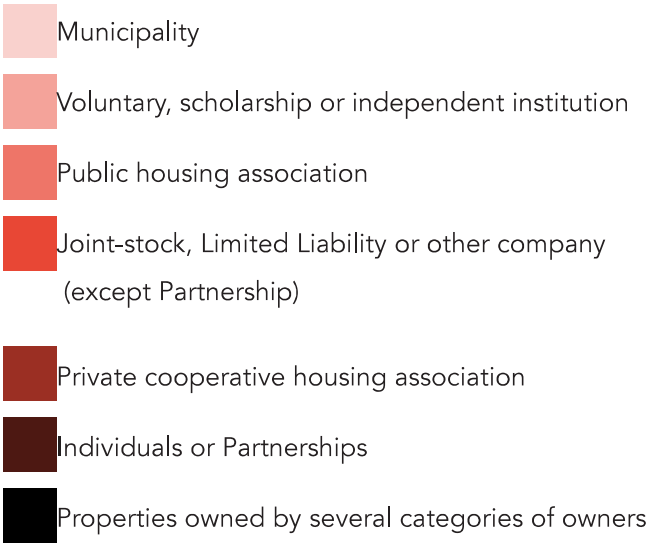 Municipality
Voluntary, scholarship or independent institution
Public housing association
Joint-stock, Limited Liability or other company
(except Partnership)
Private cooperative housing association
Individuals or Partnerships
Properties owned by several categories of owners